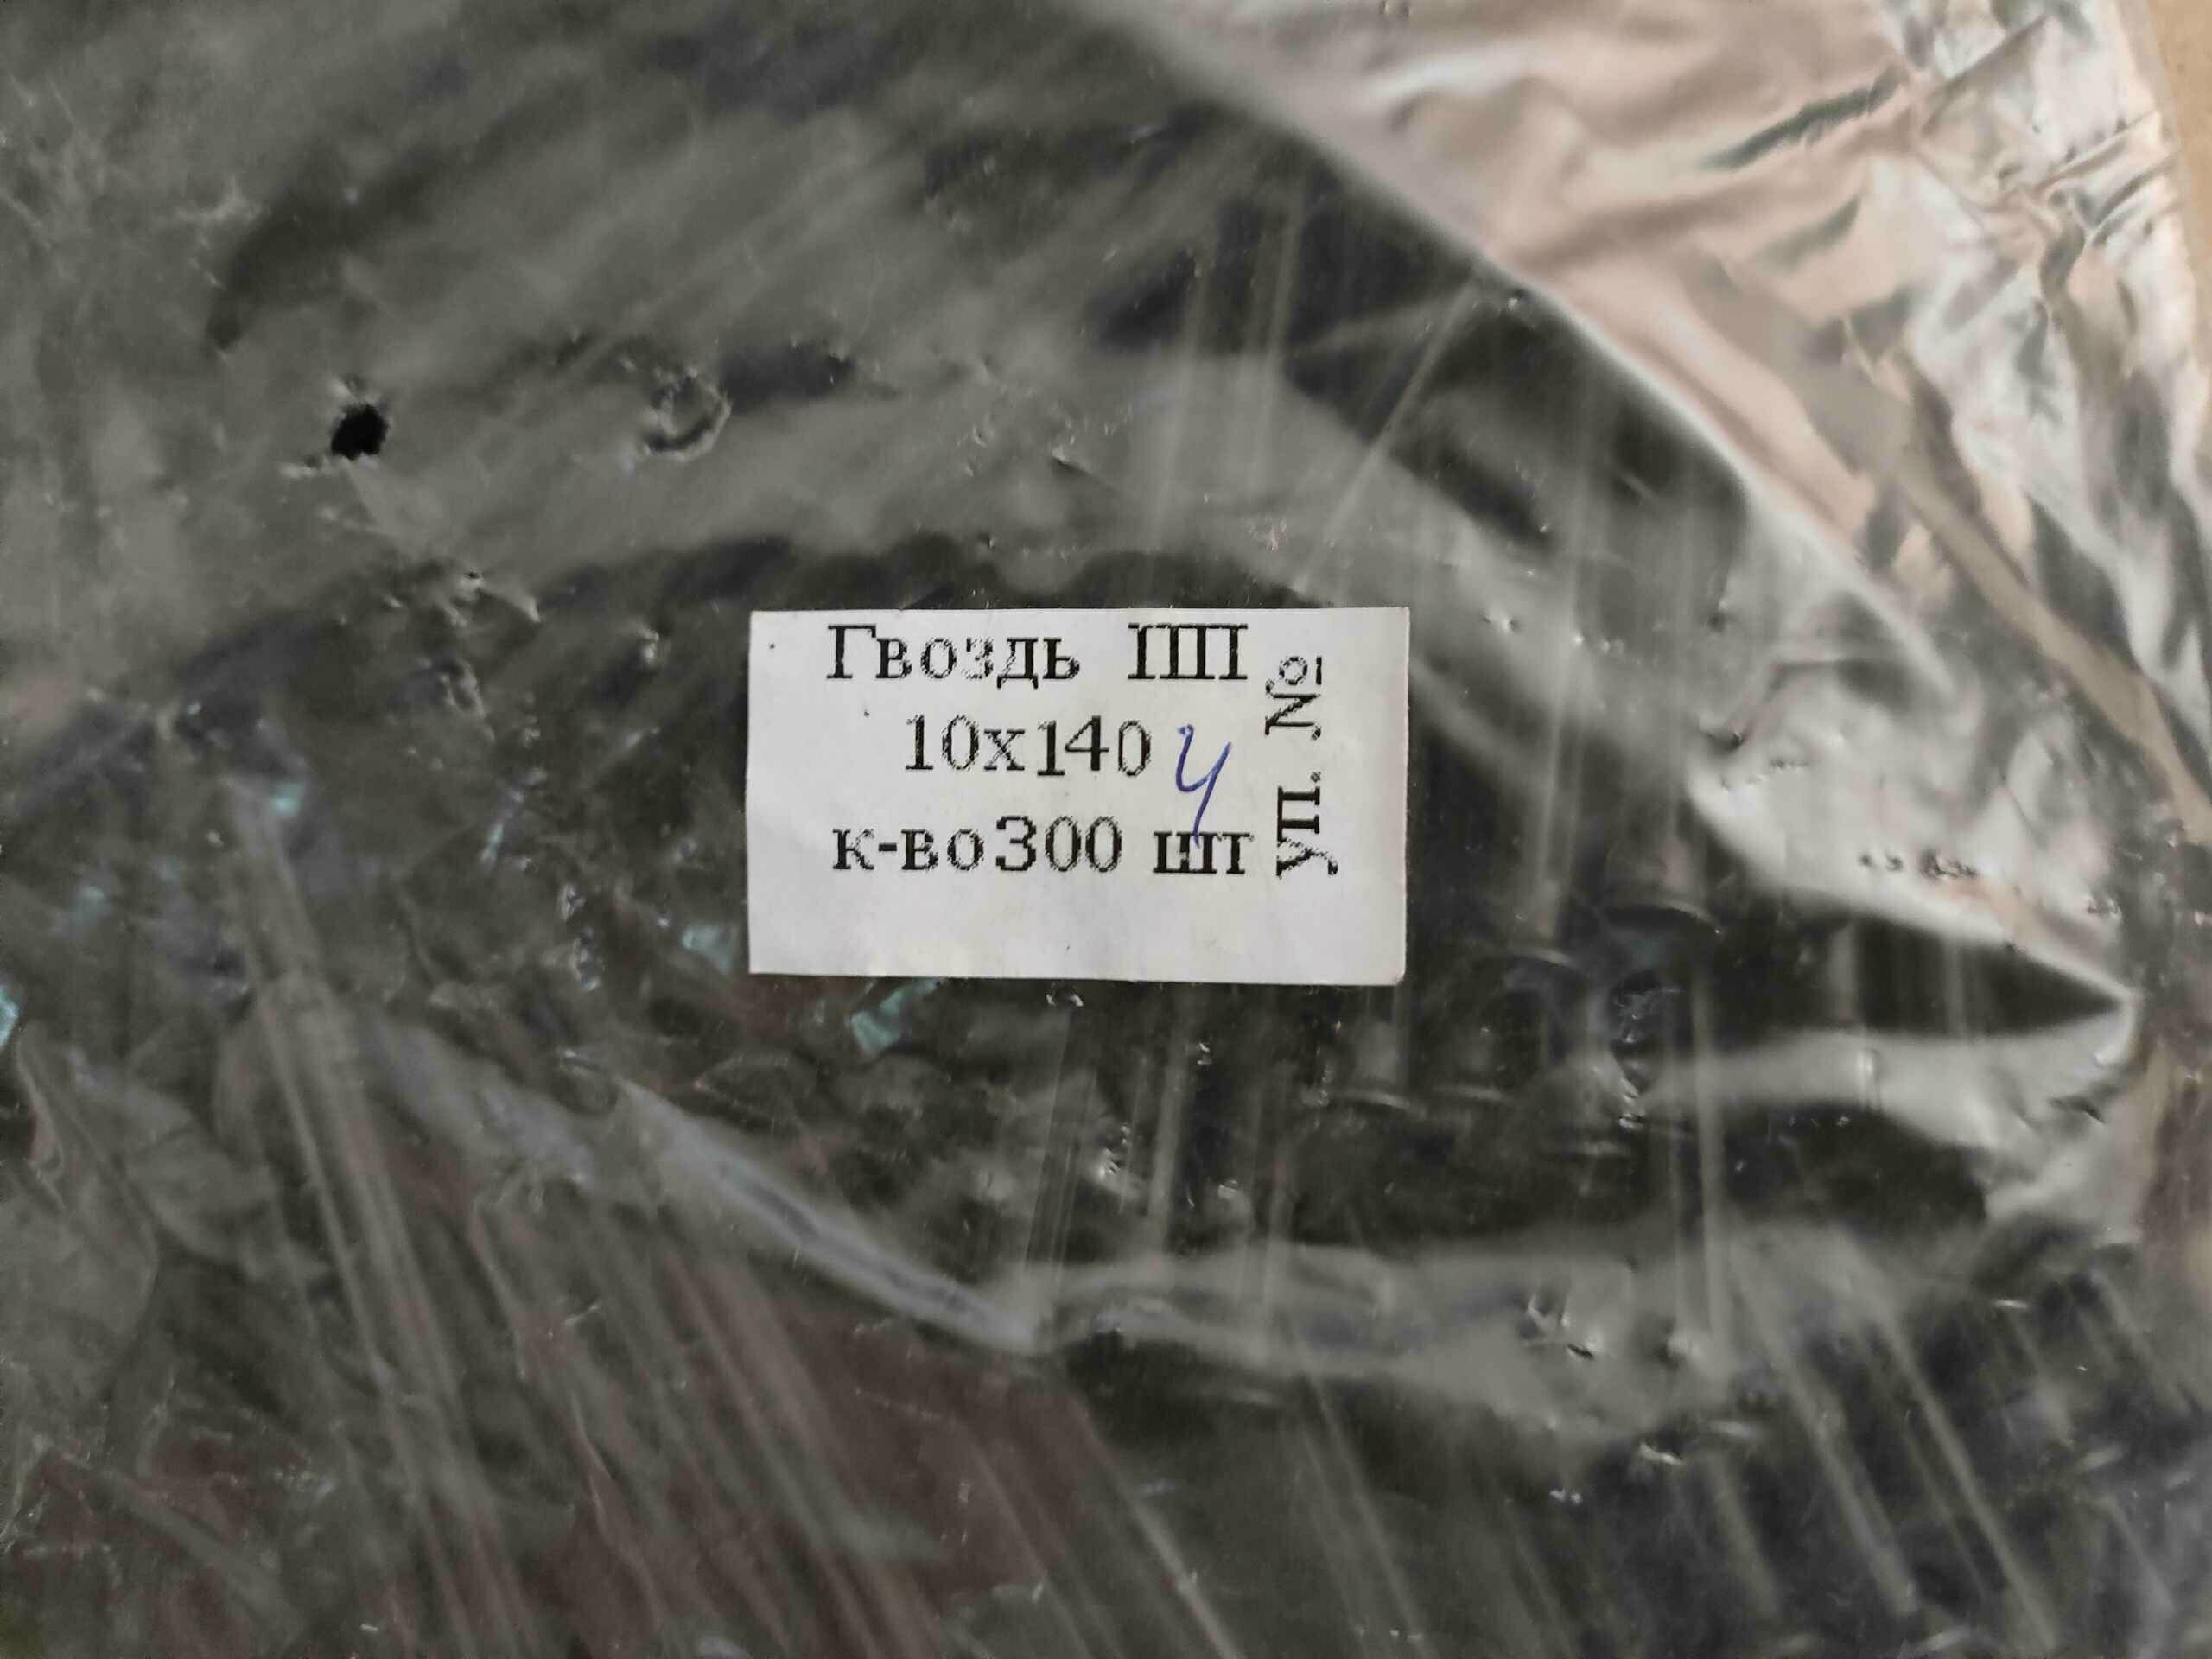 Гвоздь ШП
10х140
к-во300 шт
уп. №